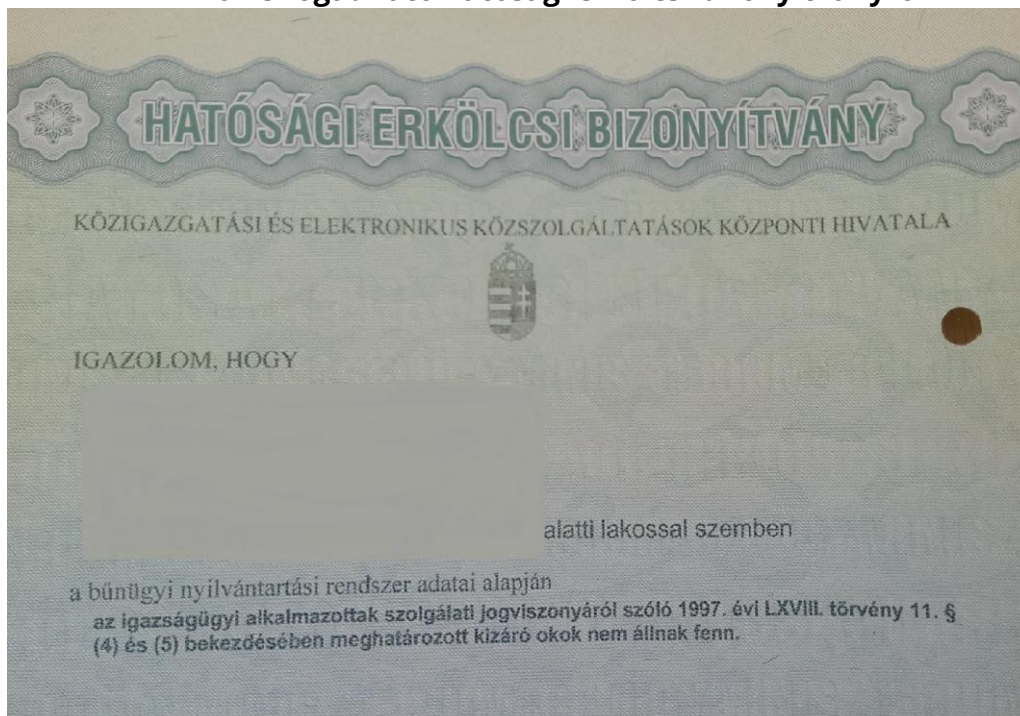 HATÓSÁGI ERKÖLCSI BIZONYÍTVÁNY
KÖZIGAZGATÁSI ÉS ELEKTRONIKUS KÖZSZOLGÁLTATÁSOK KÖZPONTI HIVATALA
IGAZOLOM, HOGY
alatti lakossal szemben
a bűnügyi nyilvántartási rendszer adatai alapján
az igazságügyi alkalmazottak szolgálati jogviszonyáról szóló 1997. évi LXVIII. törvény 11. §
(4) és (5) bekezdésében meghatározott kizáró okok nem állnak fenn.